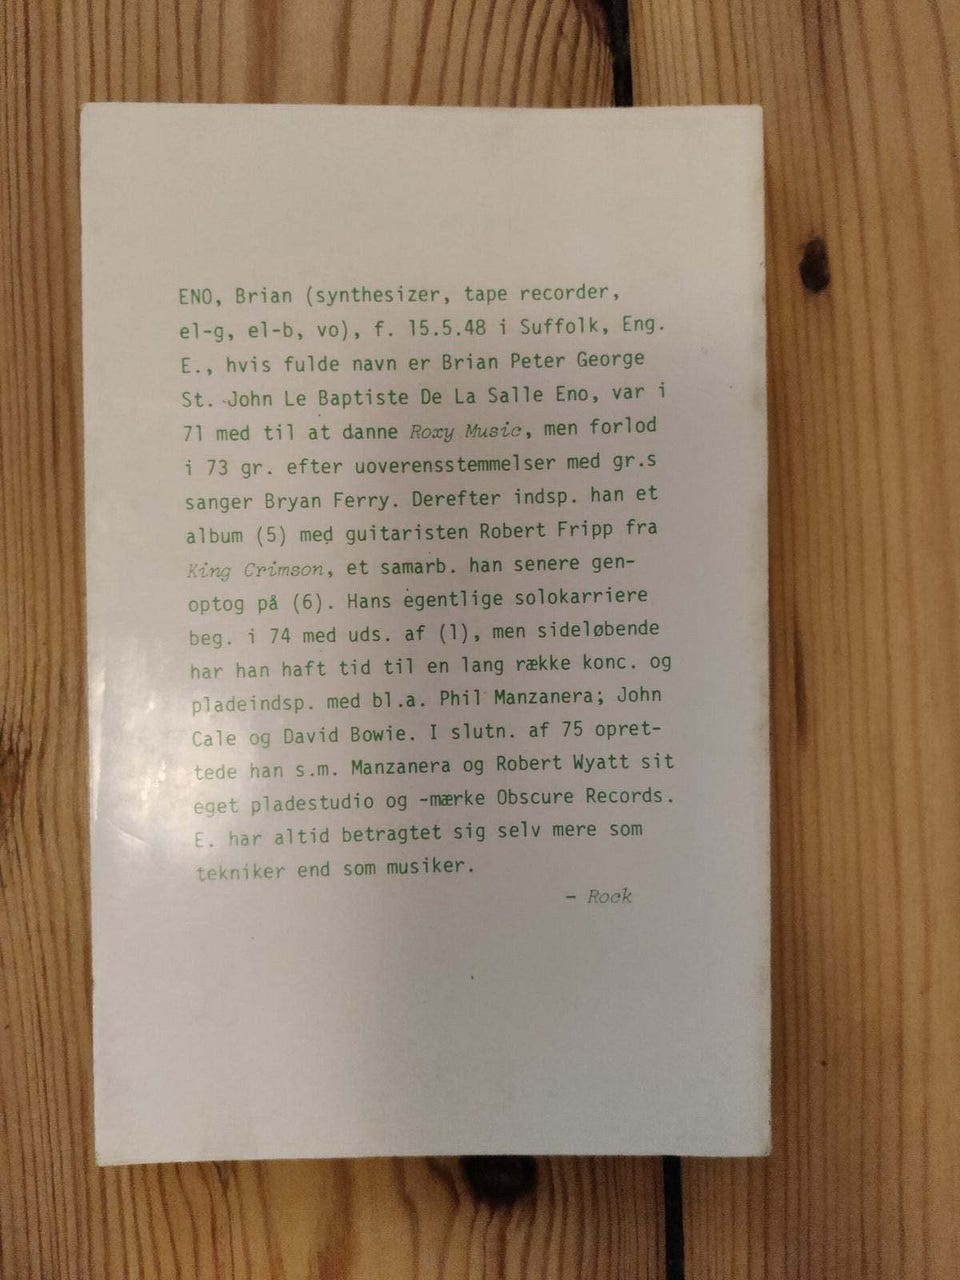 ENO, Brian (synthesizer, tape recorder,
el-g, el-b, vo), f. 15.5.48 i Suffolk, Eng.
E., hvis fulde navn er Brian Peter George
St. John Le Baptiste De La Salle Eno, var i
71 med til at danne Roxy Music, men forlod
i 73 gr. efter uoverensstemmelser med gr.s
sanger Bryan Ferry. Derefter indsp. han et
album (5) med guitaristen Robert Fripp fra
King Crimson, et samarb. han senere gen-
optog på (6). Hans egentlige solokarriere
beg. i 74 med uds. af (1), men sideløbende
har han haft tid til en lang række konc. og
pladeindsp. med bl.a. Phil Manzanera; John
Cale og David Bowie. I slutn. af 75 opret-
tede han s.m. Manzanera og Robert Wyatt sit
eget pladestudio og -mærke Obscure Records.
E. har altid betragtet sig selv mere som
tekniker end som musiker.
- Rock